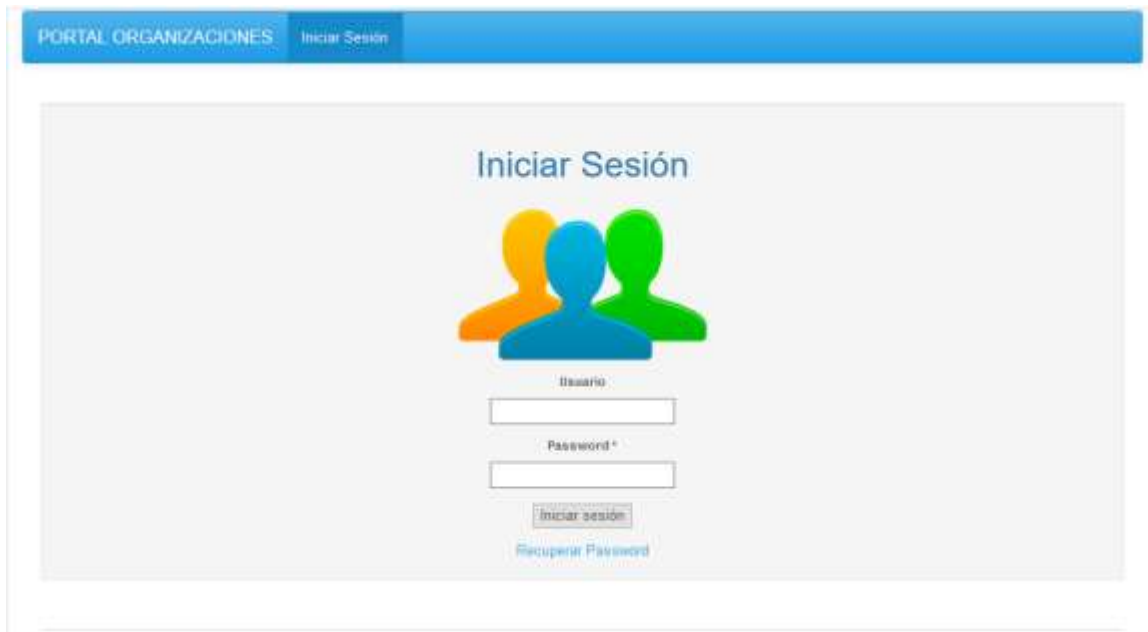 PORTAL ORGANIZACIONES Iniciar Sesión
Iniciar Sesión
Usuario
Password *
Iniciar sesión
Recuperar Password